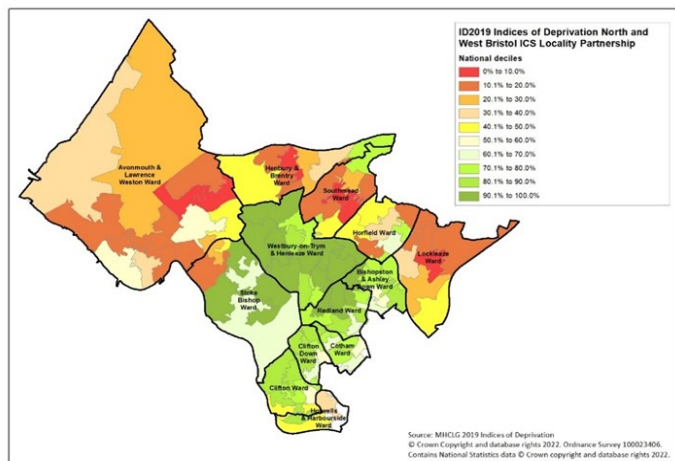 ID2019 Indices of Deprivation North and
West Bristol ICS Locality Partnership
National deciles
0% to 10.0%
10.1% to 20.0%
20.1% to 30.0%
30.1% to 40.0%
40.1% to 50.0%
50.1% to 60.0%
60.1% to 70.0%
70.1% to 80.0%
80.1% to 90.0%
90.1% to 100.0%
Avonmouth &
Lawrence
Weston Ward
Henbury &
Brentry
Ward
Southmead
Ward
Horfield Ward
Lockleaze
Ward
Westbury-on-Trym
& Henleaze Ward
Bishopston
& Ashley
Down Ward
Stoke
Bishop
Ward
Redland Ward
Clifton
Down
Ward
Cotham
Ward
Clifton Ward
Hotwells
& Harbourside
Ward
Source: MHCLG 2019 Indices of Deprivation
© Crown Copyright and database rights 2022. Ordnance Survey 100023406.
Contains National Statistics data © Crown copyright and database rights 2022.